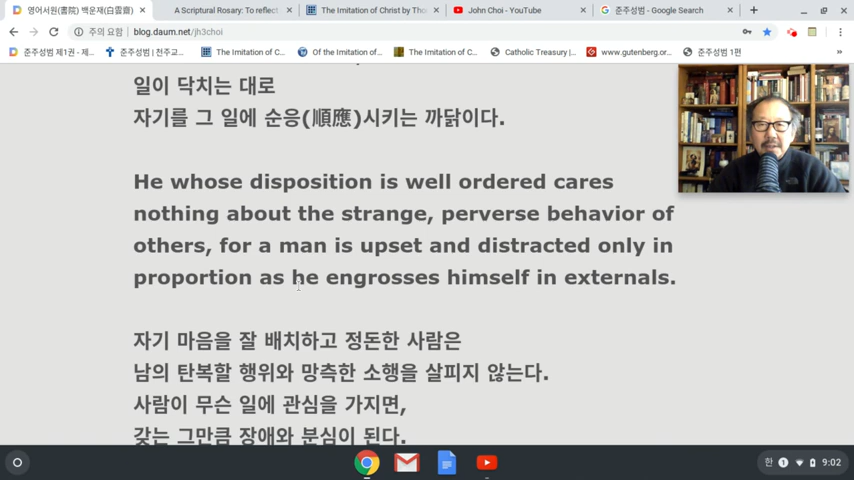 영어서원(書院) 백운재(白雲齋)
A Scriptural Rosary: To reflect
The Imitation of Christ by Tho
John Choi - YouTube
준주성범 - Google Search
주의 요함
blog.daum.net/jh3choi
준주성범 제1권 - 제...
준주성범 | 천주교...
The Imitation of C...
Of the Imitation of...
The Imitation of C...
Catholic Treasury |...
www.gutenberg.or...
준주성범 1편
일이 닥치는 대로
자기를 그 일에 순응(順應)시키는 까닭이다.
He whose disposition is well ordered cares
nothing about the strange, perverse behavior of
others, for a man is upset and distracted only in
proportion as he engrosses himself in externals.
자기 마음을 잘 배치하고 정돈한 사람은
남의 탄복할 행위와 망측한 소행을 살피지 않는다.
사람이 무슨 일에 관심을 가지면,
갖는 그만큼 장애와 분심이 된다.
한
1
9:02